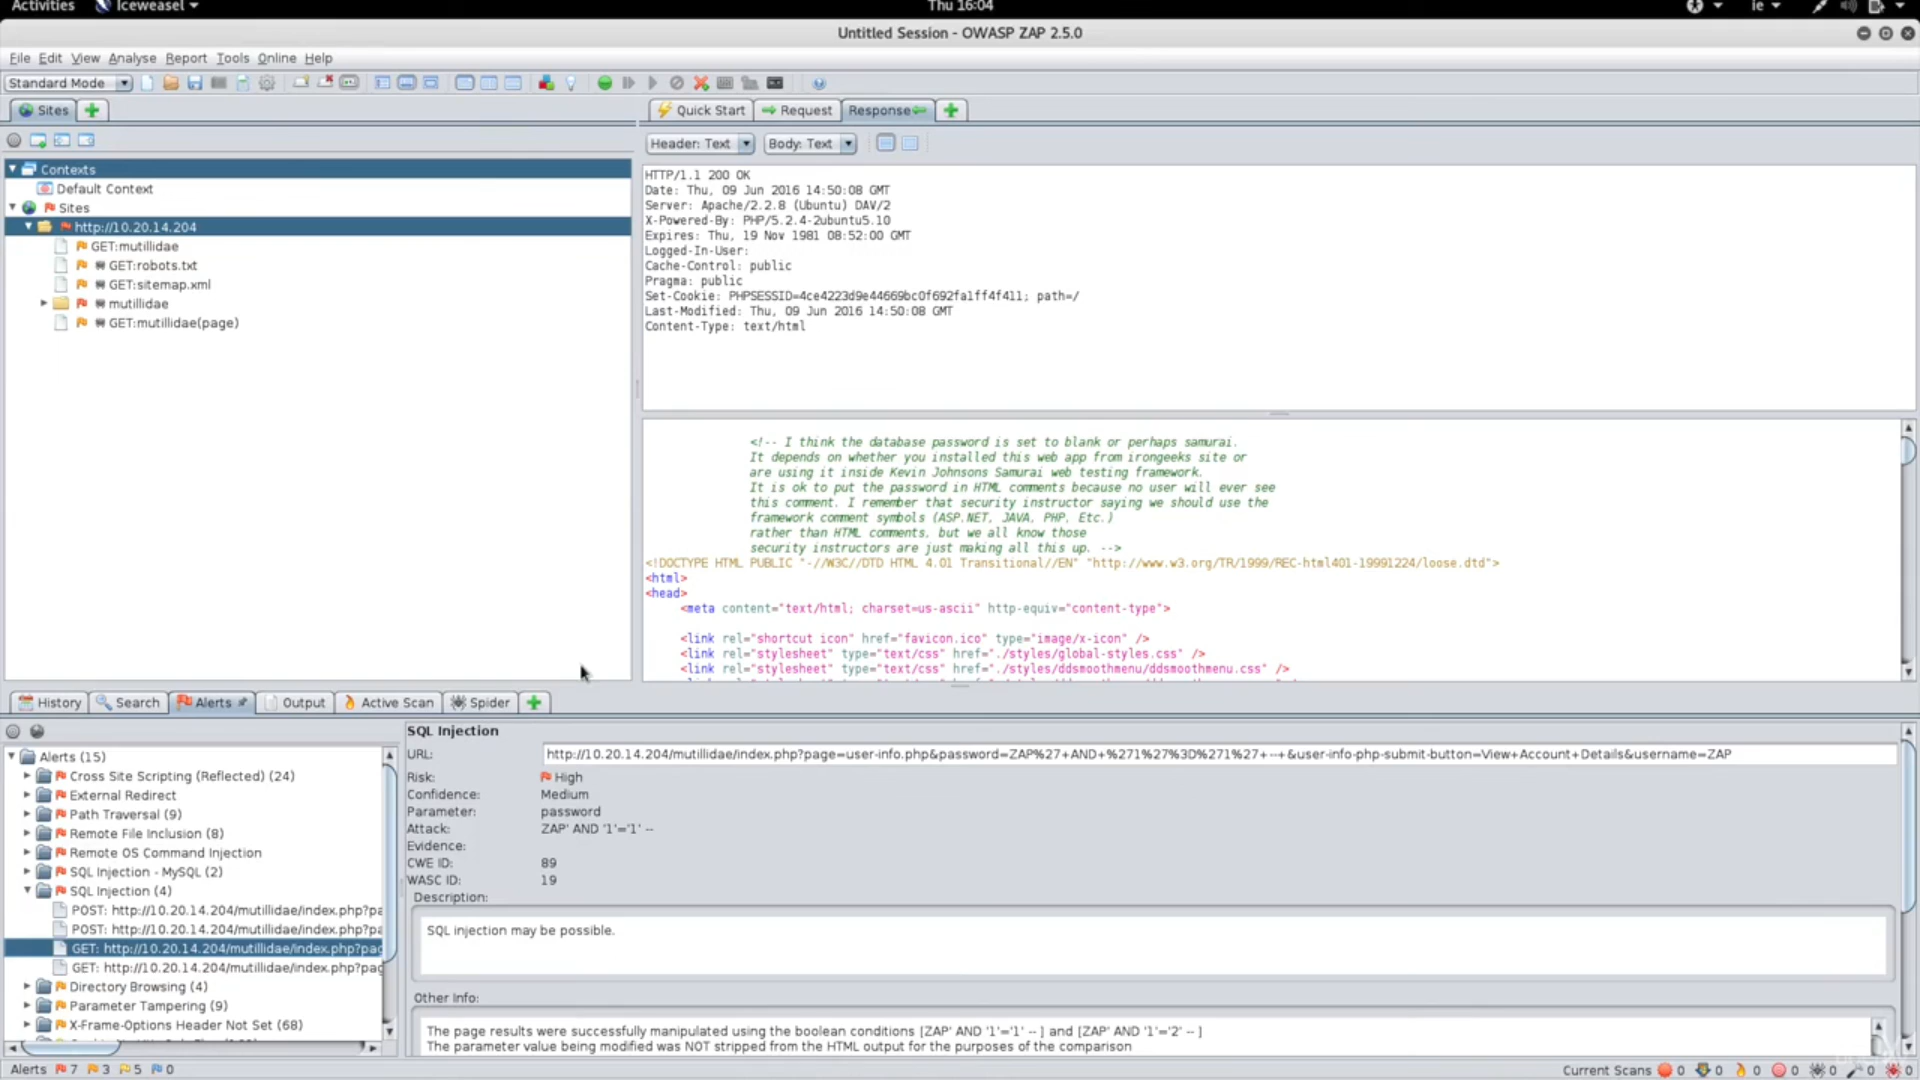 Activities Iceweasel Thu 16:04 ie
Untitled Session - OWASP ZAP 2.5.0
File Edit View Analyse Report Tools Online Help
Standard Mode
Sites Quick Start Request Response
Header: Text Body: Text
Contexts
Default Context
Sites
http://10.20.14.204
GET:mutillidae
GET:robots.txt
GET:sitemap.xml
mutillidae
GET:mutillidae(page)
HTTP/1.1 200 OK
Date: Thu, 09 Jun 2016 14:50:08 GMT
Server: Apache/2.2.8 (Ubuntu) DAV/2
X-Powered-By: PHP/5.2.4-2ubuntu5.10
Expires: Thu, 19 Nov 1981 08:52:00 GMT
Logged-In-User:
Cache-Control: public
Pragma: public
Set-Cookie: PHPSESSID=4ce4223d9e44669bc0f692fa1ff4f411; path=/
Last-Modified: Thu, 09 Jun 2016 14:50:08 GMT
Content-Type: text/html
<!-- I think the database password is set to blank or perhaps samurai.
It depends on whether you installed this web app from irongeeks site or
are using it inside Kevin Johnsons Samurai web testing framework.
It is ok to put the password in HTML comments because no user will ever see
this comment. I remember that security instructor saying we should use the
framework comment symbols (ASP.NET, JAVA, PHP, Etc.)
rather than HTML comments, but we all know those
security instructors are just making all this up. -->
<!DOCTYPE HTML PUBLIC "-//W3C//DTD HTML 4.01 Transitional//EN" "http://www.w3.org/TR/1999/REC-html401-19991224/loose.dtd">
<html>
<head>
<meta content="text/html; charset=us-ascii" http-equiv="content-type">
<link rel="shortcut icon" href="favicon.ico" type="image/x-icon" />
<link rel="stylesheet" type="text/css" href="./styles/global-styles.css" />
<link rel="stylesheet" type="text/css" href="./styles/ddsmoothmenu/ddsmoothmenu.css" />
History Search Alerts Output Active Scan Spider
Alerts (15)
Cross Site Scripting (Reflected) (24)
External Redirect
Path Traversal (9)
Remote File Inclusion (8)
Remote OS Command Injection
SQL Injection - MySQL (2)
SQL Injection (4)
POST: http://10.20.14.204/mutillidae/index.php?pa
POST: http://10.20.14.204/mutillidae/index.php?pa
GET: http://10.20.14.204/mutillidae/index.php?pag
GET: http://10.20.14.204/mutillidae/index.php?pag
Directory Browsing (4)
Parameter Tampering (9)
X-Frame-Options Header Not Set (68)
SQL Injection
URL: http://10.20.14.204/mutillidae/index.php?page=user-info.php&password=ZAP%27+AND+%271%27%3D%271%27+--+&user-info-php-submit-button=View+Account+Details&username=ZAP
Risk: High
Confidence: Medium
Parameter: password
Attack: ZAP' AND '1'='1' --
Evidence:
CWE ID: 89
WASC ID: 19
Description:
SQL injection may be possible.
Other Info:
The page results were successfully manipulated using the boolean conditions [ZAP' AND '1'='1' -- ] and [ZAP' AND '1'='2' -- ]
The parameter value being modified was NOT stripped from the HTML output for the purposes of the comparison
Alerts 7 3 5 0 Current Scans 0 0 0 0 0 0 0